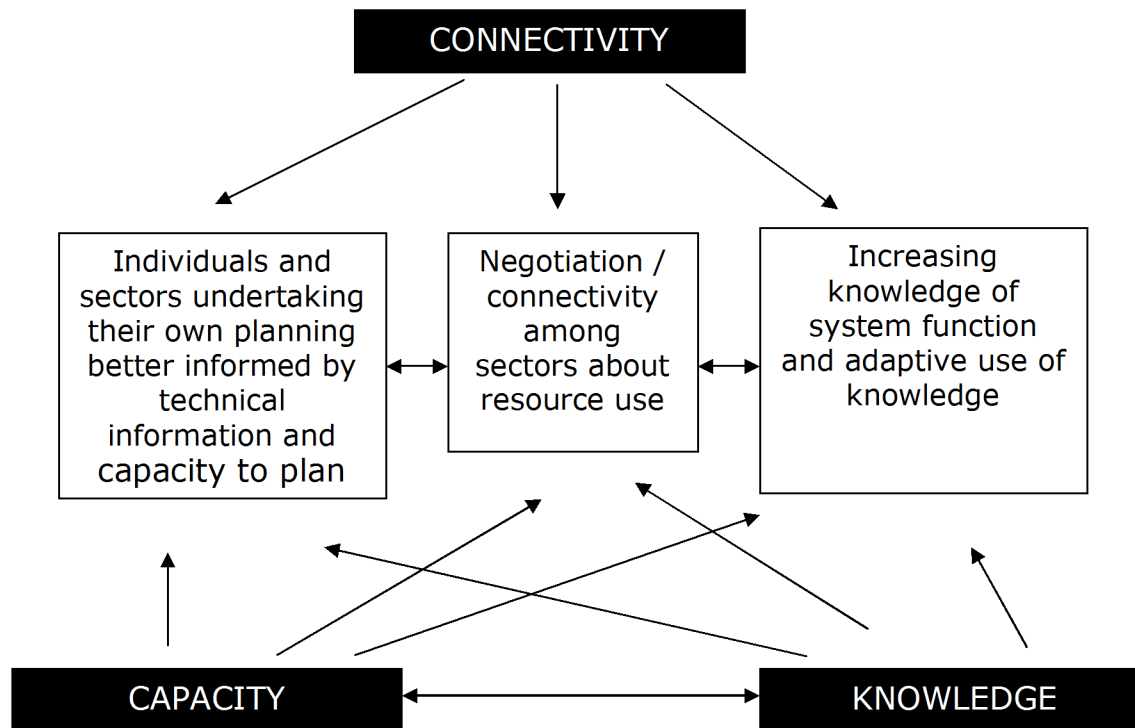 CONNECTIVITY
Individuals and
sectors undertaking
their own planning
better informed by
technical
information and
capacity to plan
Negotiation /
connectivity
among
sectors about
resource use
Increasing
knowledge of
system function
and adaptive use of
knowledge
CAPACITY
KNOWLEDGE